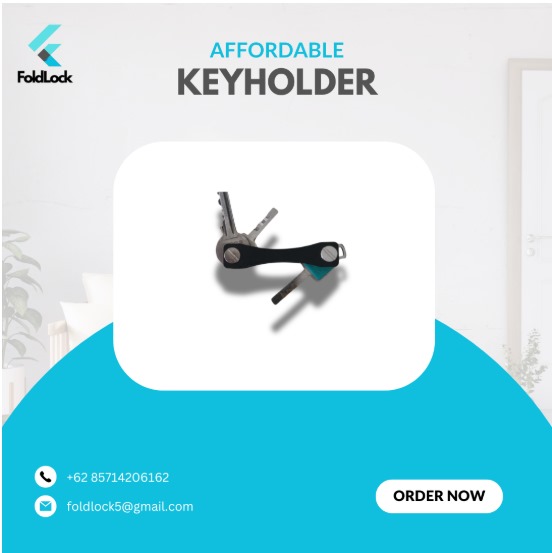 FoldLock
AFFORDABLE
KEYHOLDER
+62 85714206162
foldlock5@gmail.com
ORDER NOW